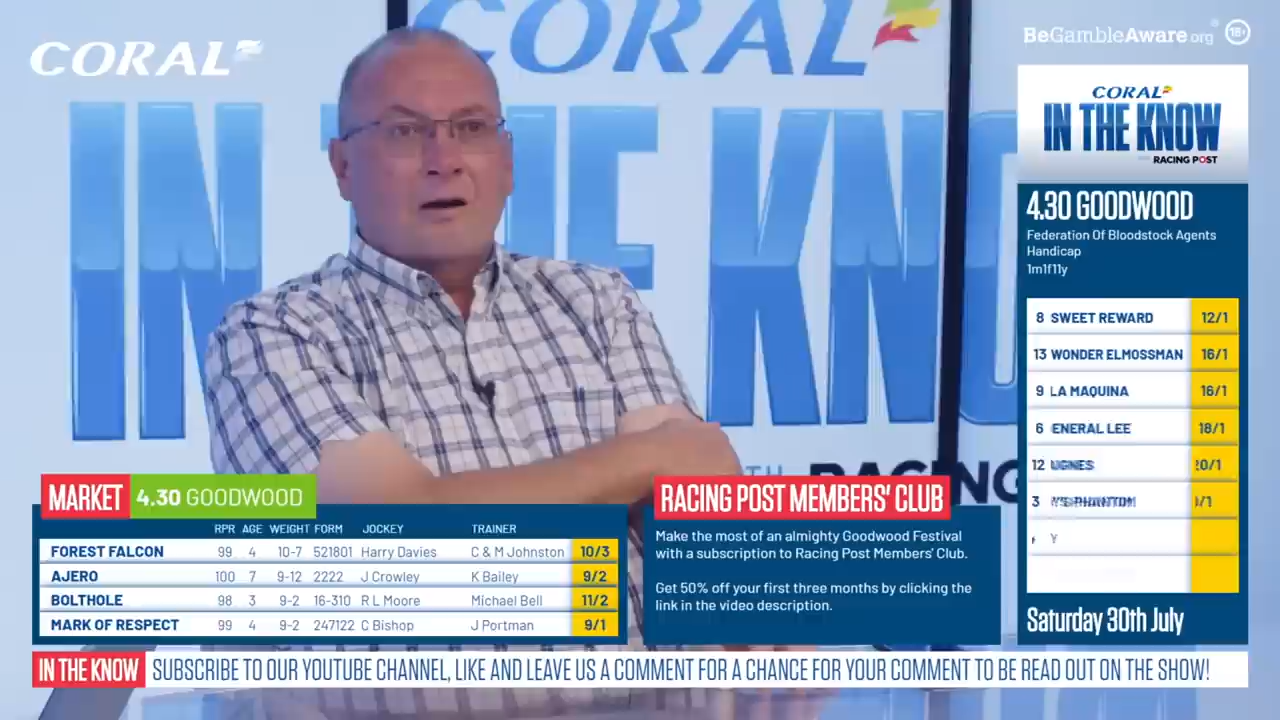 CORAL
CORAL
BeGambleAware.org 18+
IN THE KNOW
CORAL
IN THE KNOW
WITH RACING POST
RACING
4.30 GOODWOOD
Federation Of Bloodstock Agents
Handicap
1m1f11y
8 SWEET REWARD 12/1
13 WONDER ELMOSSMAN 16/1
9 LA MAQUINA 16/1
6 ENERAL LEE 18/1
12
3
Saturday 30th July
MARKET 4.30 GOODWOOD
RPR AGE WEIGHT FORM JOCKEY TRAINER
FOREST FALCON 99 4 10-7 521801 Harry Davies C & M Johnston 10/3
AJERO 100 7 9-12 2222 J Crowley K Bailey 9/2
BOLTHOLE 98 3 9-2 16-310 R L Moore Michael Bell 11/2
MARK OF RESPECT 99 4 9-2 247122 C Bishop J Portman 9/1
RACING POST MEMBERS' CLUB
Make the most of an almighty Goodwood Festival
with a subscription to Racing Post Members' Club.
Get 50% off your first three months by clicking the
link in the video description.
IN THE KNOW SUBSCRIBE TO OUR YOUTUBE CHANNEL, LIKE AND LEAVE US A COMMENT FOR A CHANCE FOR YOUR COMMENT TO BE READ OUT ON THE SHOW!